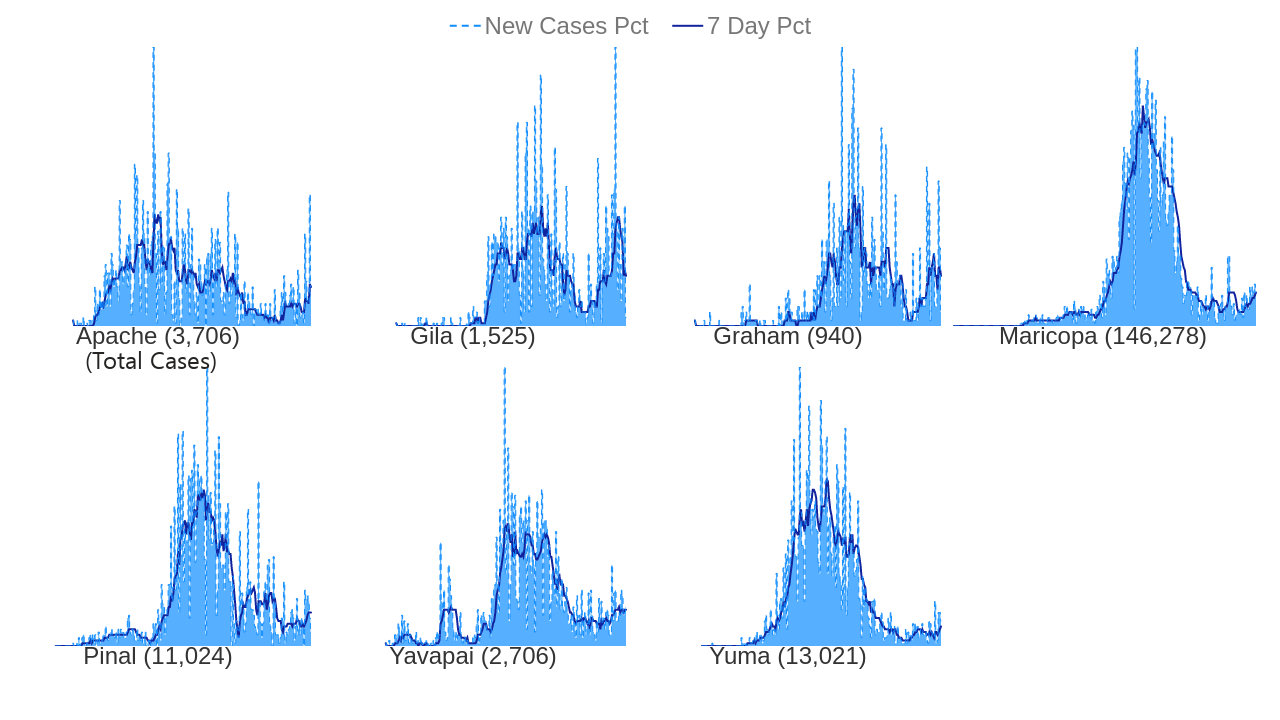 New Cases Pct 7 Day Pct
Apache (3,706) Gila (1,525) Graham (940) Maricopa (146,278)
(Total Cases)
Pinal (11,024) Yavapai (2,706) Yuma (13,021)